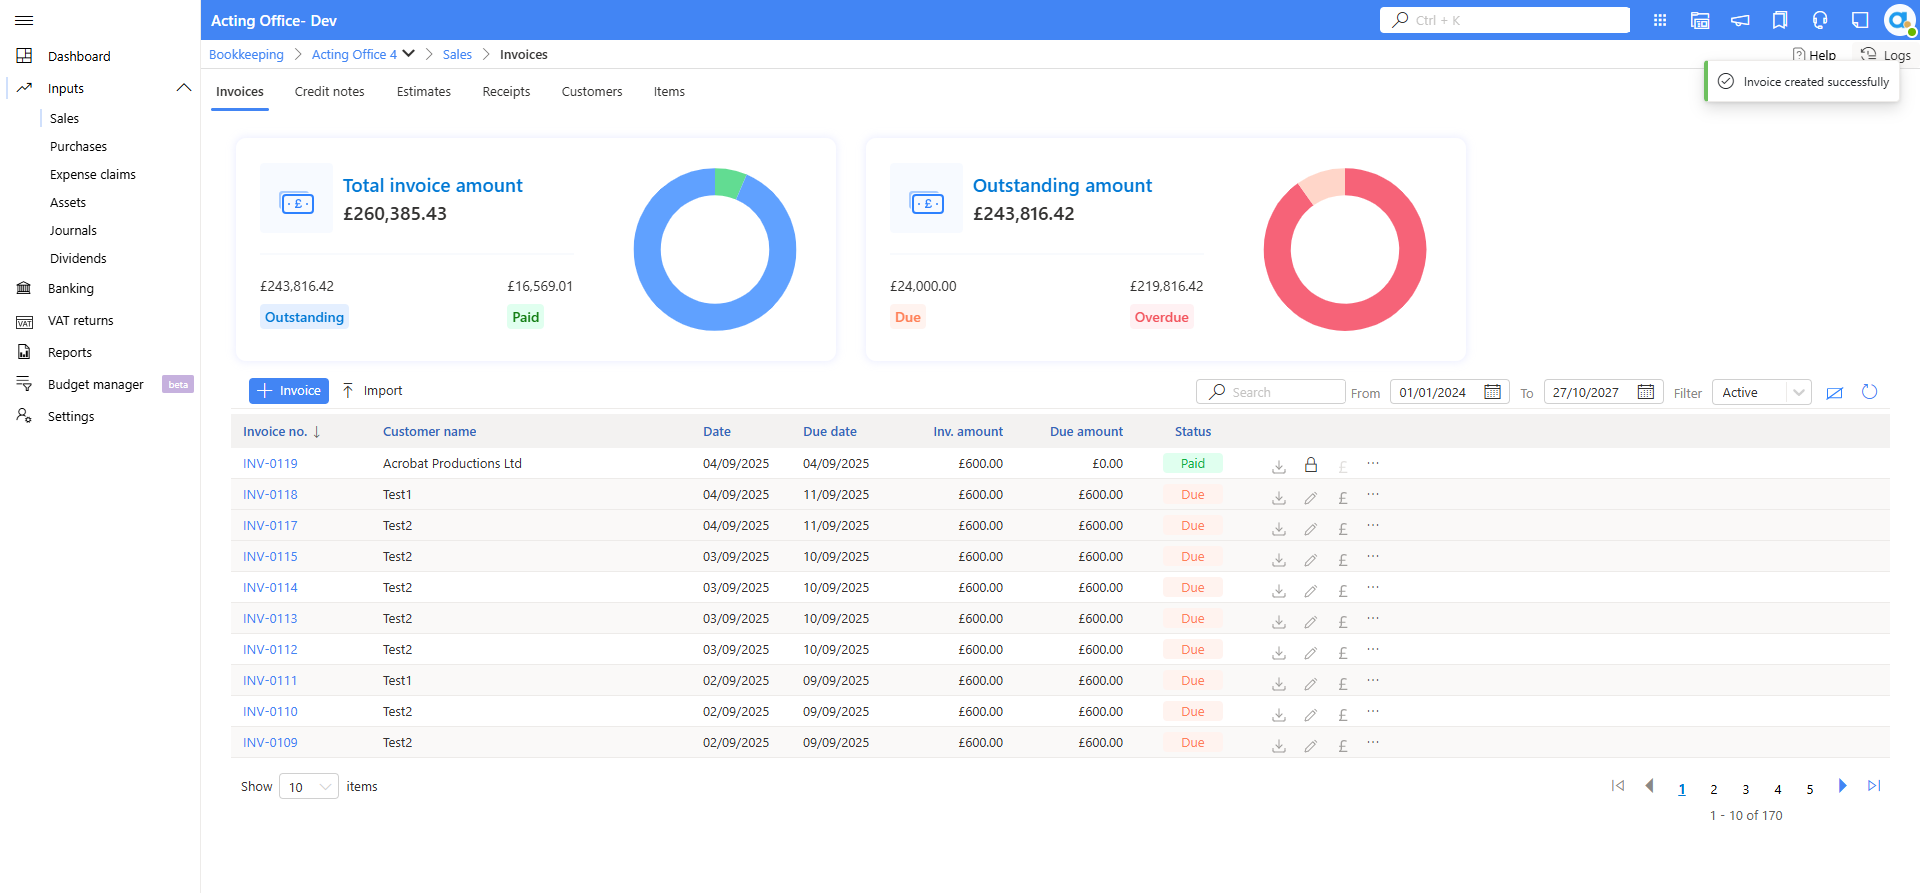 Acting Office- Dev
Ctrl + K
Bookkeeping
Acting Office 4
Sales
Invoices
Help
Logs
Invoice created successfully
Dashboard
Inputs
Sales
Purchases
Expense claims
Assets
Journals
Dividends
Banking
VAT
VAT returns
Reports
Budget manager beta
Settings
Invoices Credit notes Estimates Receipts Customers Items
Total invoice amount
£260,385.43
£243,816.42 £16,569.01
Outstanding Paid
Outstanding amount
£243,816.42
£24,000.00 £219,816.42
Due Overdue
Invoice Import Search From 01/01/2024 To 27/10/2027 Filter Active
Invoice no. ↓ Customer name Date Due date Inv. amount Due amount Status
INV-0119 Acrobat Productions Ltd 04/09/2025 04/09/2025 £600.00 £0.00 Paid £ ...
INV-0118 Test1 04/09/2025 11/09/2025 £600.00 £600.00 Due £ ...
INV-0117 Test2 04/09/2025 11/09/2025 £600.00 £600.00 Due £ ...
INV-0115 Test2 03/09/2025 10/09/2025 £600.00 £600.00 Due £ ...
INV-0114 Test2 03/09/2025 10/09/2025 £600.00 £600.00 Due £ ...
INV-0113 Test2 03/09/2025 10/09/2025 £600.00 £600.00 Due £ ...
INV-0112 Test2 03/09/2025 10/09/2025 £600.00 £600.00 Due £ ...
INV-0111 Test1 02/09/2025 09/09/2025 £600.00 £600.00 Due £ ...
INV-0110 Test2 02/09/2025 09/09/2025 £600.00 £600.00 Due £ ...
INV-0109 Test2 02/09/2025 09/09/2025 £600.00 £600.00 Due £ ...
Show 10 items
1 2 3 4 5
1 - 10 of 170